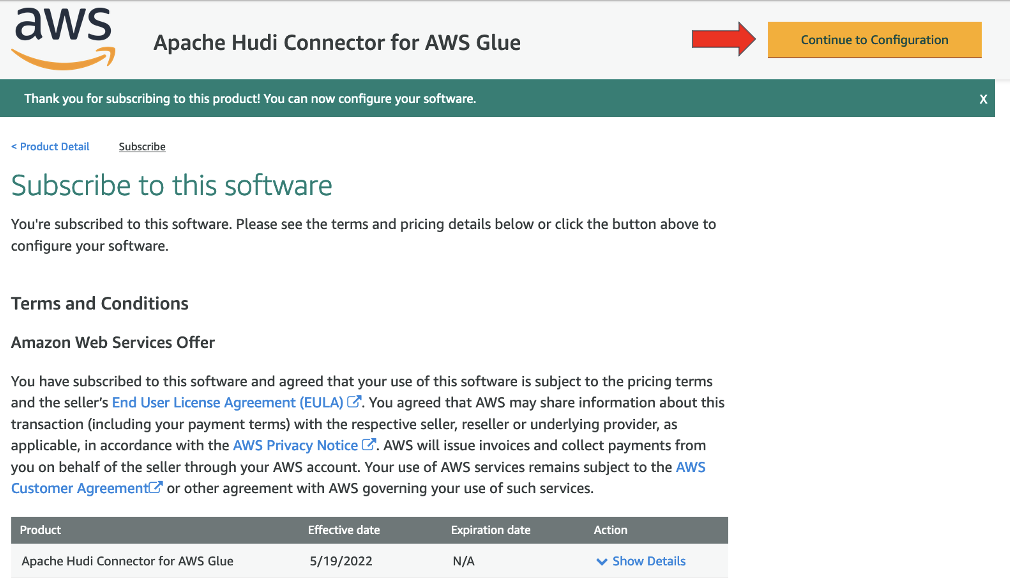 aws
Apache Hudi Connector for AWS Glue
Continue to Configuration
Thank you for subscribing to this product! You can now configure your software.
X
< Product Detail
Subscribe
Subscribe to this software
You're subscribed to this software. Please see the terms and pricing details below or click the button above to
configure your software.
Terms and Conditions
Amazon Web Services Offer
You have subscribed to this software and agreed that your use of this software is subject to the pricing terms
and the seller's End User License Agreement (EULA). You agreed that AWS may share information about this
transaction (including your payment terms) with the respective seller, reseller or underlying provider, as
applicable, in accordance with the AWS Privacy Notice. AWS will issue invoices and collect payments from
you on behalf of the seller through your AWS account. Your use of AWS services remains subject to the AWS
Customer Agreement or other agreement with AWS governing your use of such services.
Product Effective date Expiration date Action
Apache Hudi Connector for AWS Glue 5/19/2022 N/A Show Details